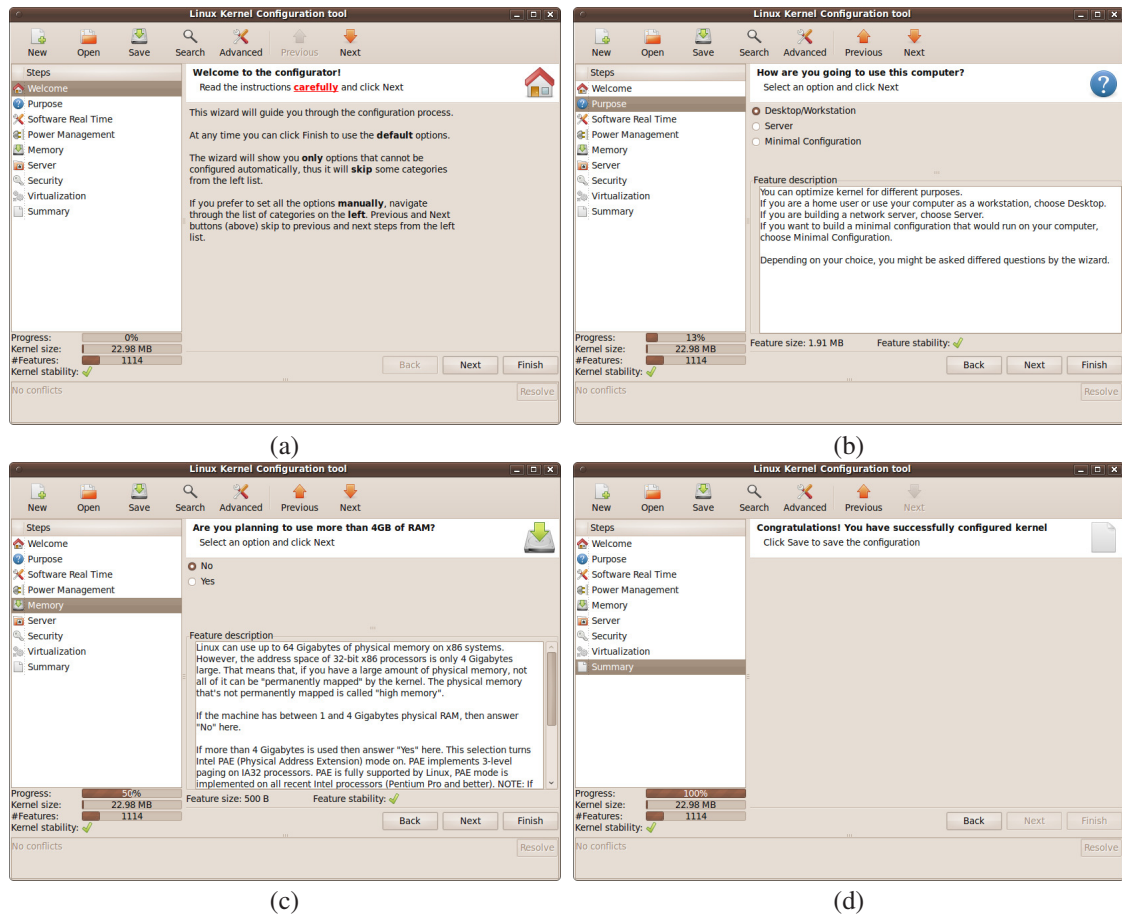 Linux Kernel Configuration tool
New Open Save Search Advanced Previous Next
Steps
Welcome
Purpose
Software Real Time
Power Management
Memory
Server
Security
Virtualization
Summary
Welcome to the configurator!
Read the instructions carefully and click Next
This wizard will guide you through the configuration process.
At any time you can click Finish to use the default options.
The wizard will show you only options that cannot be
configured automatically, thus it will skip some categories
from the left list.
If you prefer to set all the options manually, navigate
through the list of categories on the left. Previous and Next
buttons (above) skip to previous and next steps from the left
list.
Progress: 0%
Kernel size: 22.98 MB
#Features: 1114
Kernel stability:
Back Next Finish
No conflicts Resolve
(a)
Linux Kernel Configuration tool
New Open Save Search Advanced Previous Next
Steps
Welcome
Purpose
Software Real Time
Power Management
Memory
Server
Security
Virtualization
Summary
How are you going to use this computer?
Select an option and click Next
Desktop/Workstation
Server
Minimal Configuration
Feature description
You can optimize kernel for different purposes.
If you are a home user or use your computer as a workstation, choose Desktop.
If you are building a network server, choose Server.
If you want to build a minimal configuration that would run on your computer,
choose Minimal Configuration.
Depending on your choice, you might be asked differed questions by the wizard.
Feature size: 1.91 MB Feature stability:
Progress: 13%
Kernel size: 22.98 MB
#Features: 1114
Kernel stability:
Back Next Finish
No conflicts Resolve
(b)
Linux Kernel Configuration tool
New Open Save Search Advanced Previous Next
Steps
Welcome
Purpose
Software Real Time
Power Management
Memory
Server
Security
Virtualization
Summary
Are you planning to use more than 4GB of RAM?
Select an option and click Next
No
Yes
Feature description
Linux can use up to 64 Gigabytes of physical memory on x86 systems.
However, the address space of 32-bit x86 processors is only 4 Gigabytes
large. That means that, if you have a large amount of physical memory, not
all of it can be "permanently mapped" by the kernel. The physical memory
that's not permanently mapped is called "high memory".
If the machine has between 1 and 4 Gigabytes physical RAM, then answer
"No" here.
If more than 4 Gigabytes is used then answer "Yes" here. This selection turns
Intel PAE (Physical Address Extension) mode on. PAE implements 3-level
paging on IA32 processors. PAE is fully supported by Linux, PAE mode is
implemented on all recent Intel processors (Pentium Pro and better). NOTE: If
Feature size: 500 B Feature stability:
Progress: 50%
Kernel size: 22.98 MB
#Features: 1114
Kernel stability:
Back Next Finish
No conflicts Resolve
(c)
Linux Kernel Configuration tool
New Open Save Search Advanced Previous Next
Steps
Welcome
Purpose
Software Real Time
Power Management
Memory
Server
Security
Virtualization
Summary
Congratulations! You have successfully configured kernel
Click Save to save the configuration
Progress: 100%
Kernel size: 22.98 MB
#Features: 1114
Kernel stability:
Back Next Finish
No conflicts Resolve
(d)